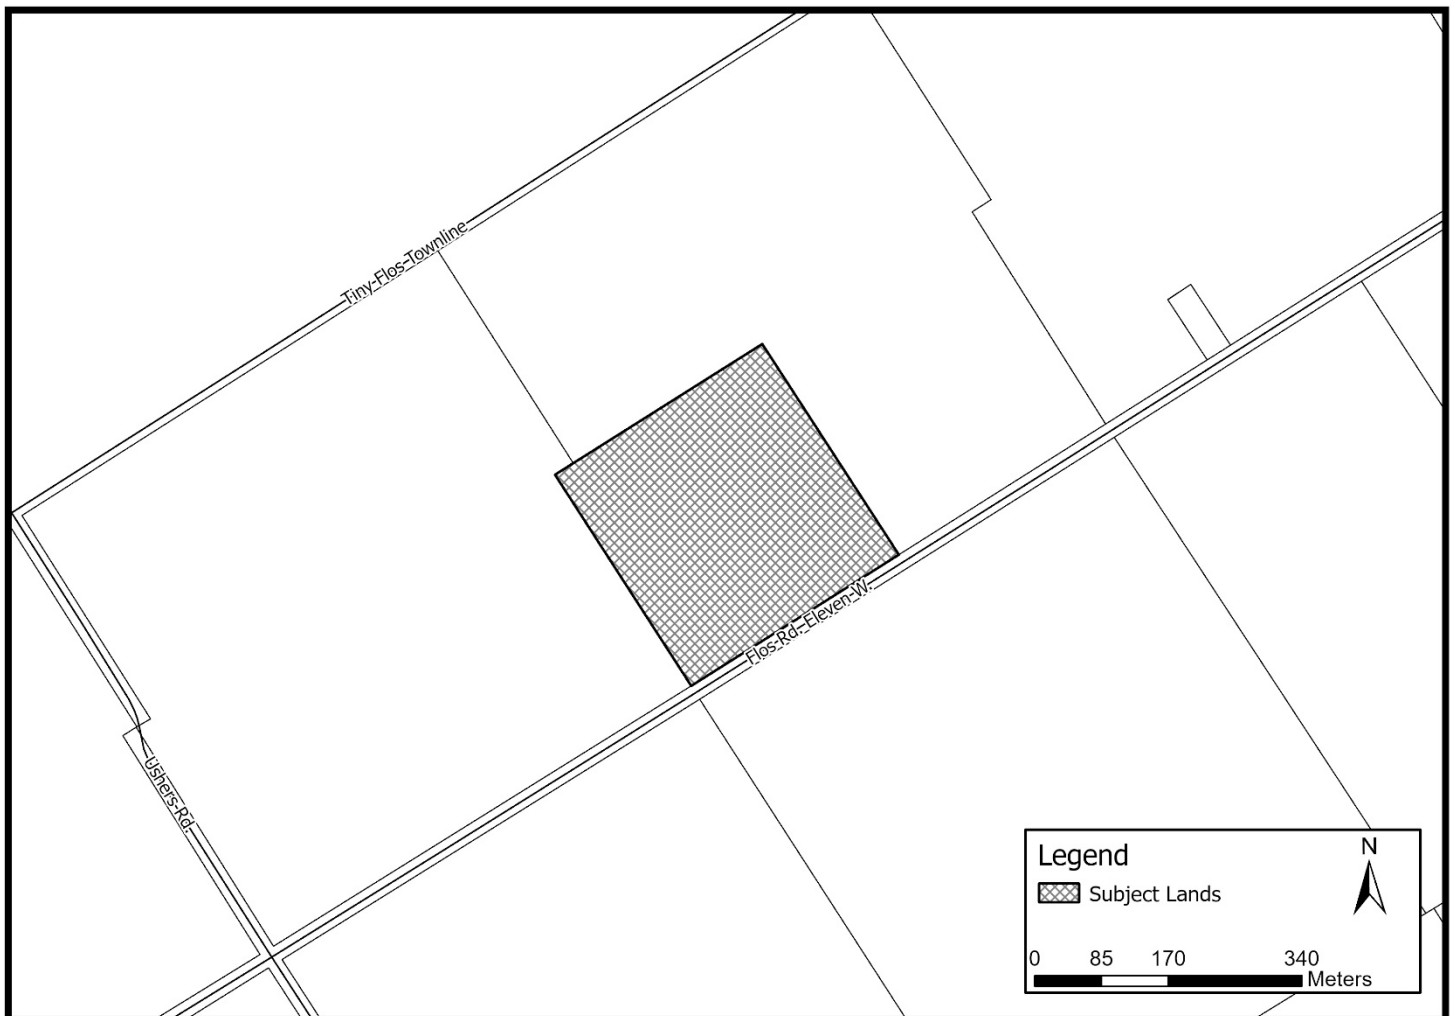 Tiny-Flos-Townline
Flos-Rd.-Eleven-W.
Ushers-Rd.
Legend
N
Subject Lands
0 85 170 340
Meters